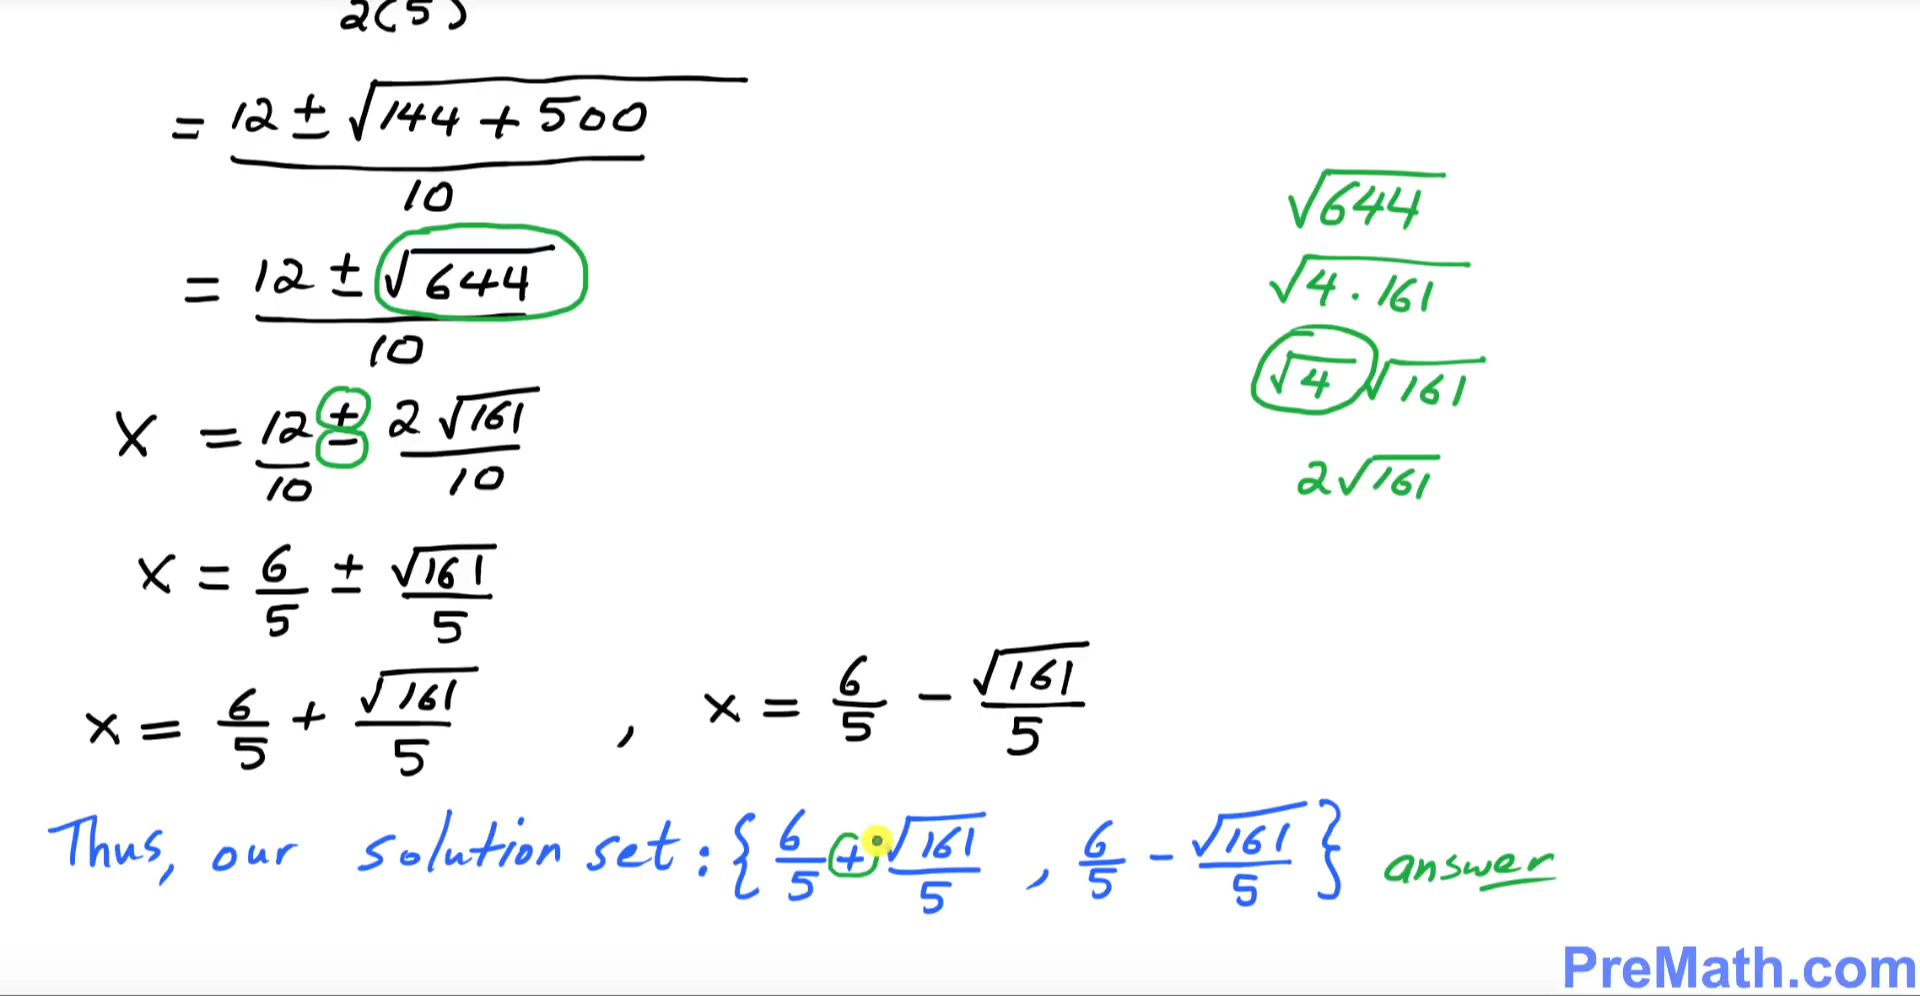 2(5)
= 12 ± √144 + 500
10
= 12 ± √644
10
x = 12/10 ± 2√161/10
x = 6/5 ± √161/5
x = 6/5 + √161/5 , x = 6/5 - √161/5
Thus, our solution set: {6/5 + √161/5 , 6/5 - √161/5} answer
√644
√4 · 161
√4 √161
2√161
PreMath.com